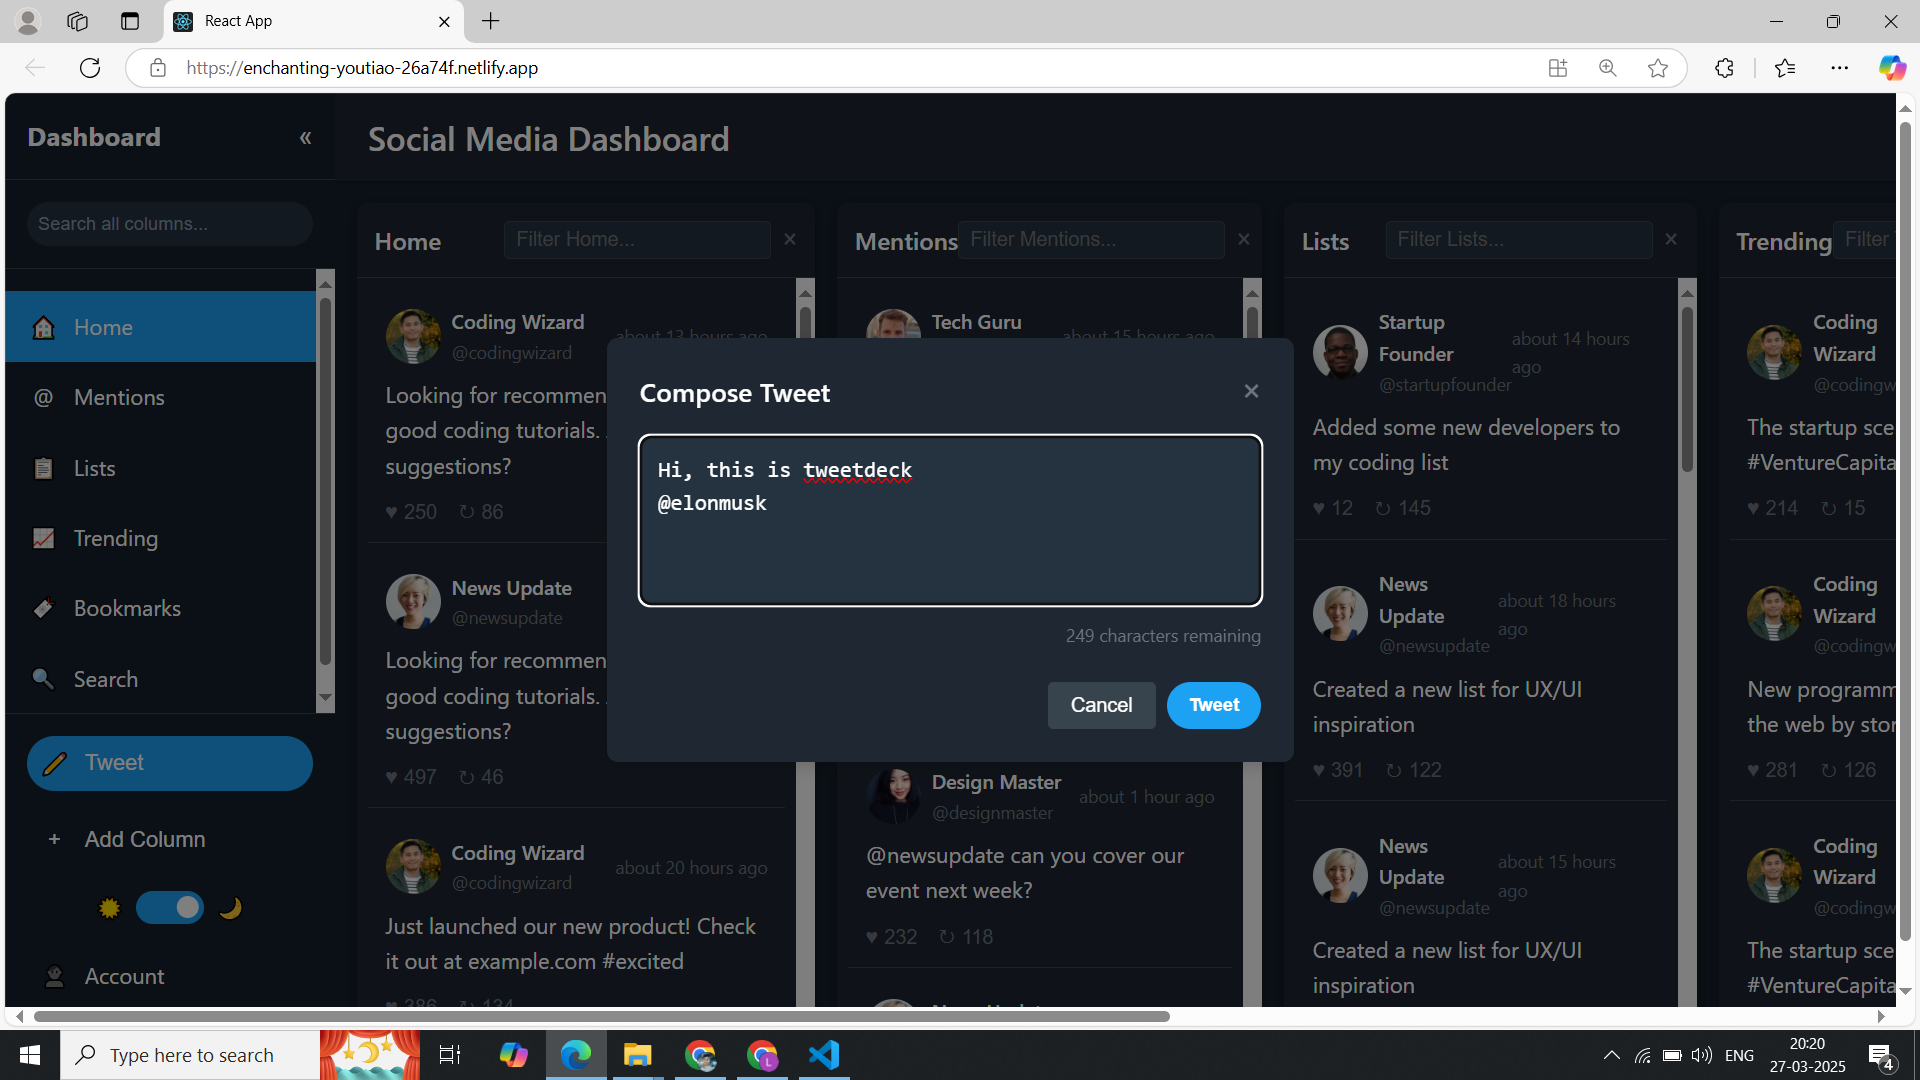 React App
https://enchanting-youtiao-26a74f.netlify.app
Dashboard «
Social Media Dashboard
Search all columns...
Home
@ Mentions
Lists
Trending
Bookmarks
Search
Tweet
+ Add Column
Account
Home Filter Home... ×
Coding Wizard
@codingwizard
about 13 hours ago
Looking for recommen
good coding tutorials.
suggestions?
♥ 250 ↻ 86
News Update
@newsupdate
Looking for recommen
good coding tutorials.
suggestions?
♥ 497 ↻ 46
Coding Wizard
@codingwizard
about 20 hours ago
Just launched our new product! Check
it out at example.com #excited
♥ 386 ↻ 134
Mentions Filter Mentions... ×
Tech Guru
about 15 hours ago
Design Master
@designmaster
about 1 hour ago
@newsupdate can you cover our
event next week?
♥ 232 ↻ 118
Lists Filter Lists... ×
Startup
Founder
@startupfounder
about 14 hours
ago
Added some new developers to
my coding list
♥ 12 ↻ 145
News
Update
@newsupdate
about 18 hours
ago
Created a new list for UX/UI
inspiration
♥ 391 ↻ 122
News
Update
@newsupdate
about 15 hours
ago
Created a new list for UX/UI
inspiration
Trending Filter
Coding
Wizard
@codingw
The startup sce
#VentureCapita
♥ 214 ↻ 15
Coding
Wizard
@codingw
New programm
the web by stor
♥ 281 ↻ 126
Coding
Wizard
@codingw
The startup sce
#VentureCapita
Compose Tweet ×
Hi, this is tweetdeck
@elonmusk
249 characters remaining
Cancel Tweet
Type here to search
L
ENG
20:20
27-03-2025
4